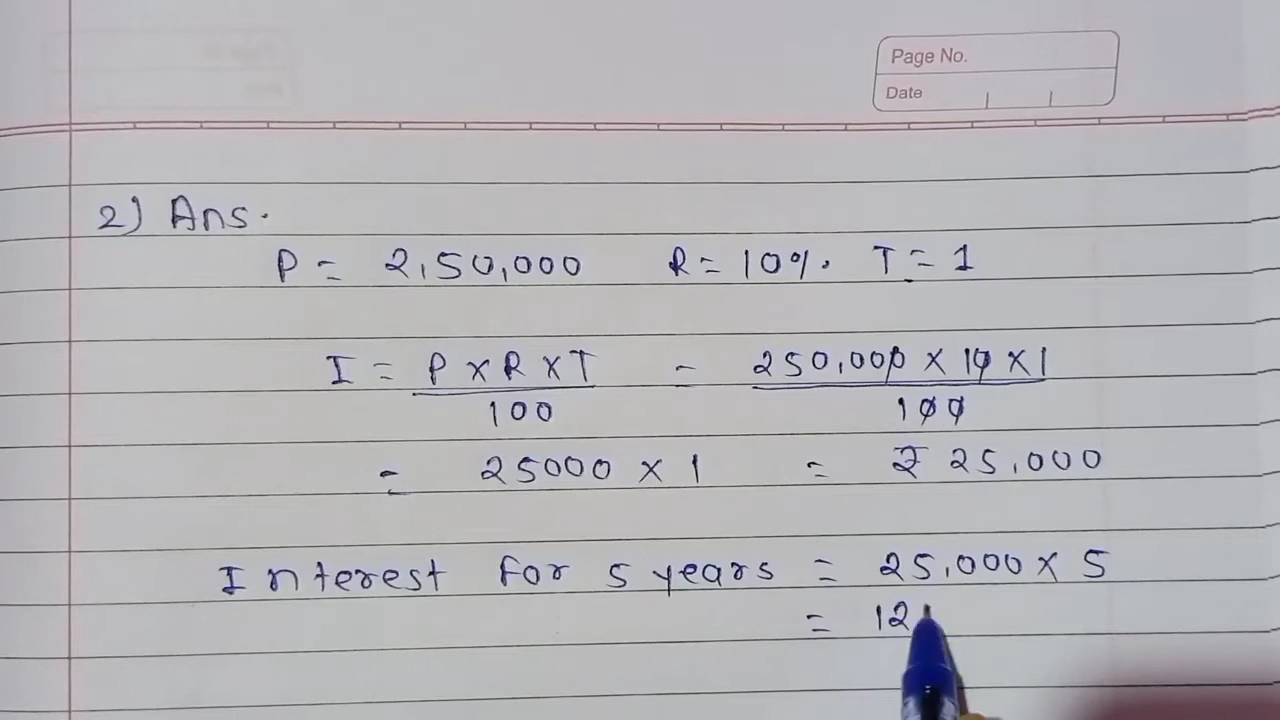 Page No.
Date
2) Ans.
P = 2,50,000 R = 10%. T = 1
I = P × R × T / 100 - 250,000 × 10 × 1 / 100
= 25000 × 1 = ₹ 25,000
Interest for 5 years = 25,000 × 5
= 12